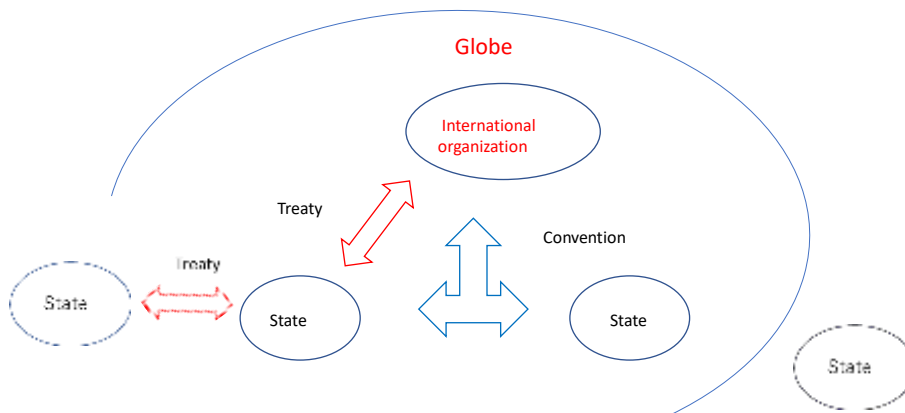 Globe
International
organization
Treaty
Convention
Treaty
State
State
State
State